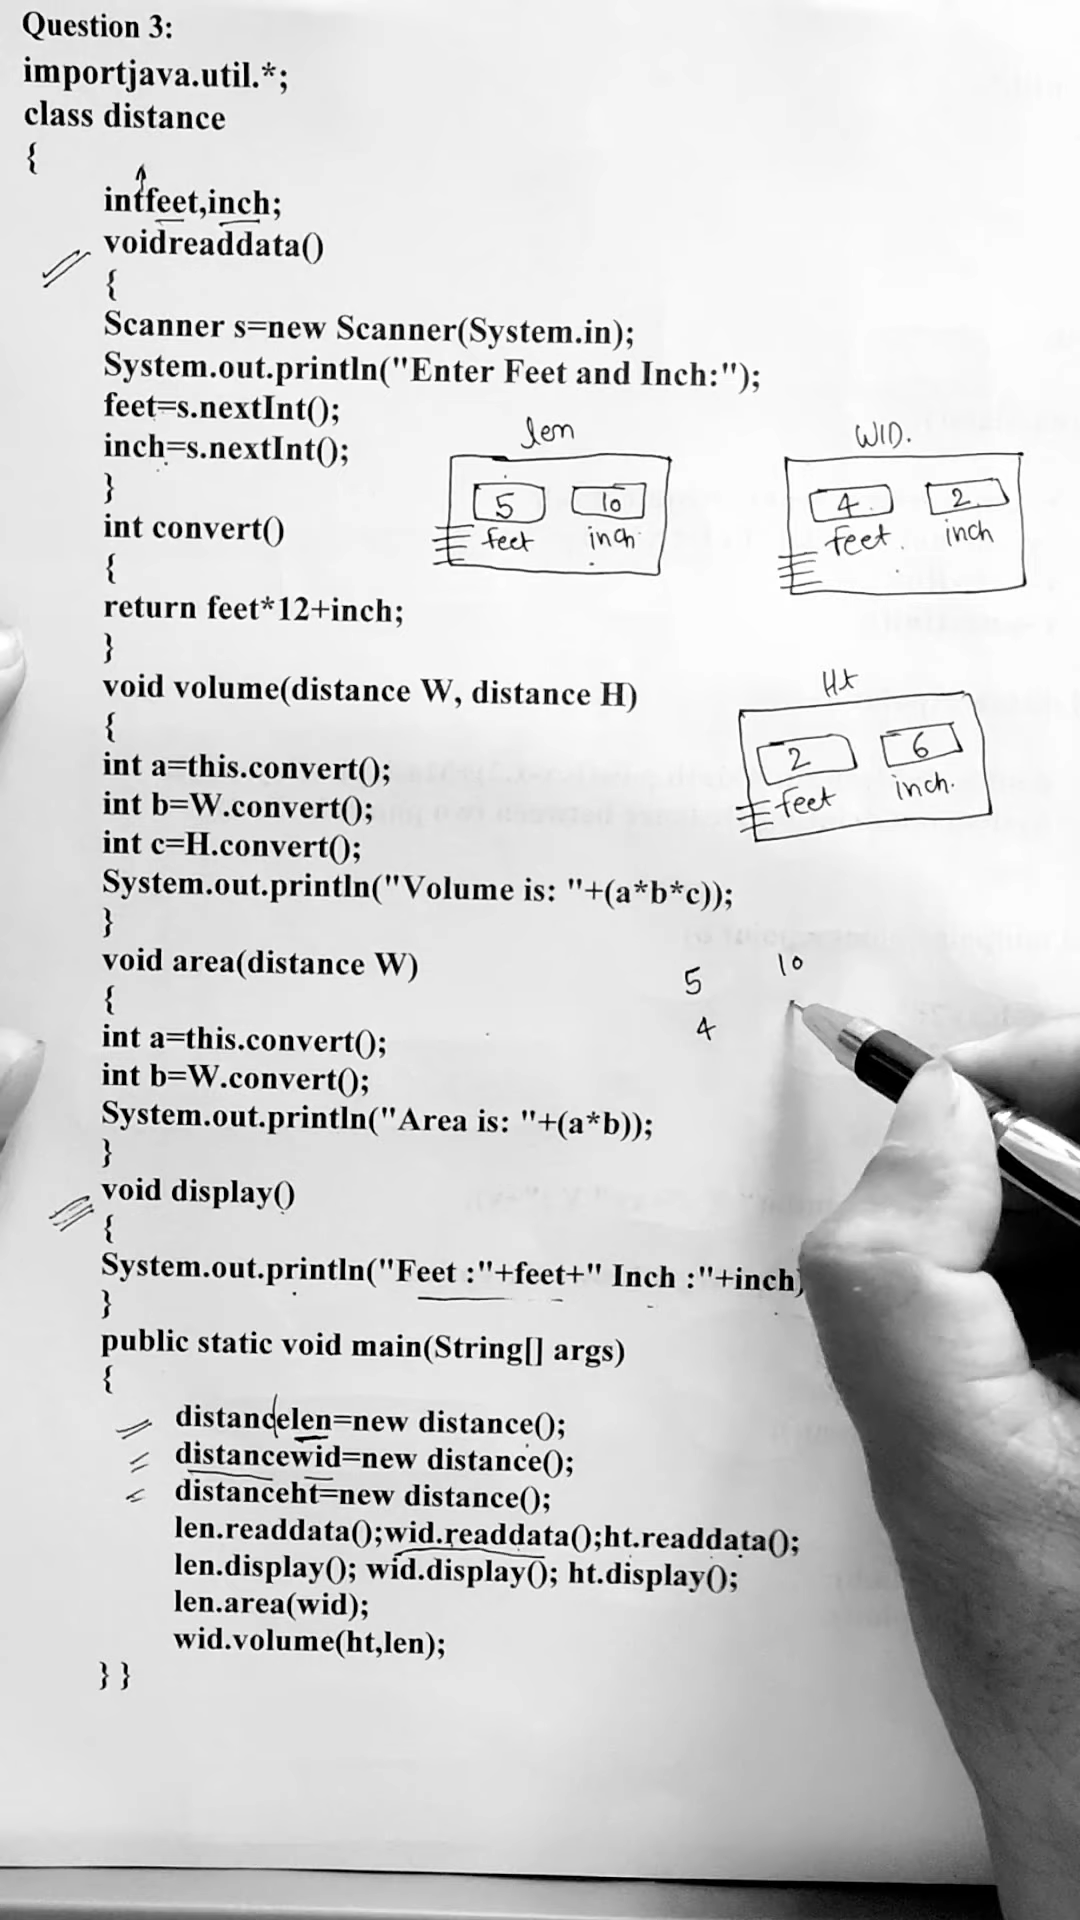 Question 3:
importjava.util.*;
class distance
{
intfeet,inch;
voidreaddata()
{
Scanner s=new Scanner(System.in);
System.out.println("Enter Feet and Inch:");
feet=s.nextInt();
inch=s.nextInt();
}
int convert()
{
return feet*12+inch;
}
void volume(distance W, distance H)
{
int a=this.convert();
int b=W.convert();
int c=H.convert();
System.out.println("Volume is: "+(a*b*c));
}
void area(distance W)
{
int a=this.convert();
int b=W.convert();
System.out.println("Area is: "+(a*b));
}
void display()
{
System.out.println("Feet :"+feet+" Inch :"+inch)
}
public static void main(String[] args)
{
distancelen=new distance();
distancewid=new distance();
distanceht=new distance();
len.readdata();wid.readdata();ht.readdata();
len.display(); wid.display(); ht.display();
len.area(wid);
wid.volume(ht,len);
} }
len
5 10
feet inch
WID.
4 2
feet. inch
Ht
2 6
feet inch.
5 10
4